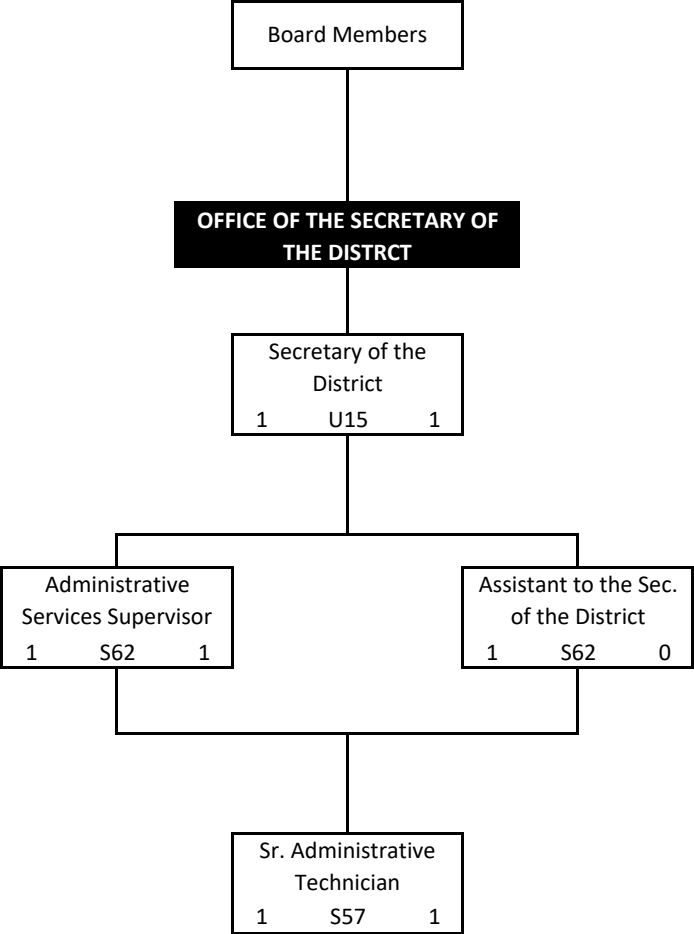 Board Members
OFFICE OF THE SECRETARY OF
THE DISTRCT
Secretary of the
District
1 U15 1
Administrative
Services Supervisor
1 S62 1
Assistant to the Sec.
of the District
1 S62 0
Sr. Administrative
Technician
1 S57 1